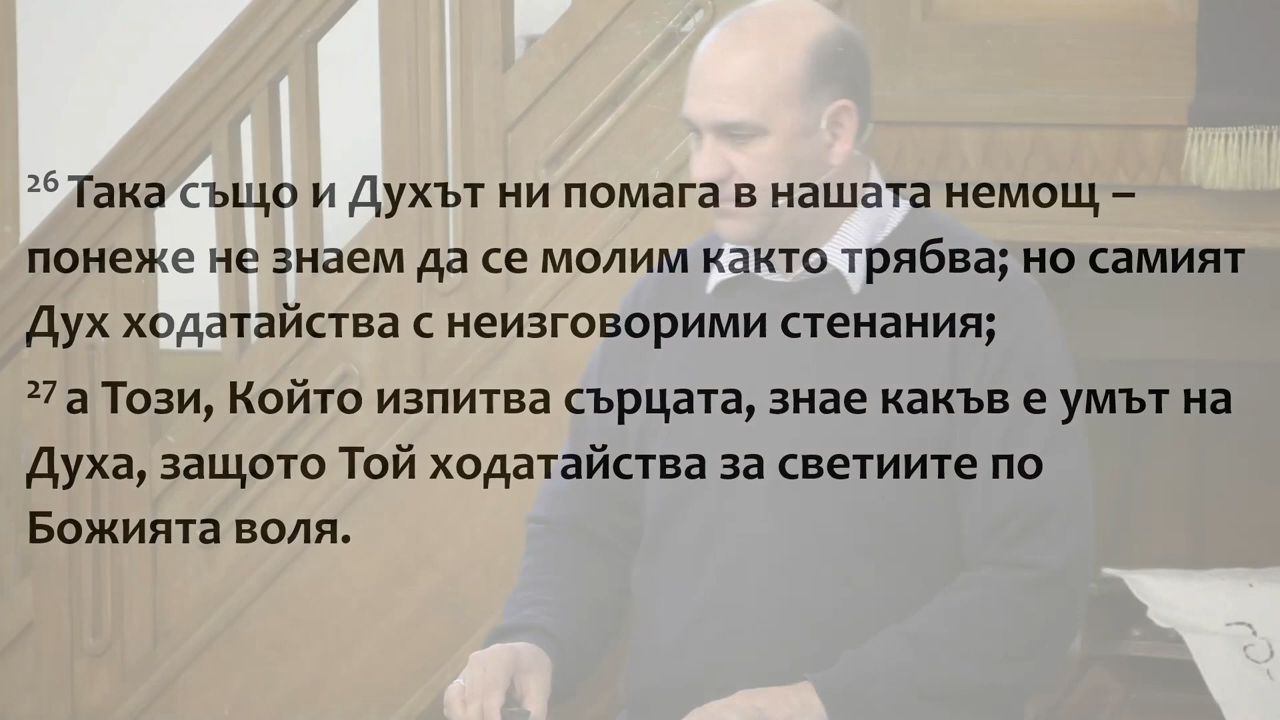 26 Така също и Духът ни помага в нашата немощ –
понеже не знаем да се молим както трябва; но самият
Дух ходатайства с неизговорими стенания;
27 а Този, Който изпитва сърцата, знае какъв е умът на
Духа, защото Той ходатайства за светиите по
Божията воля.